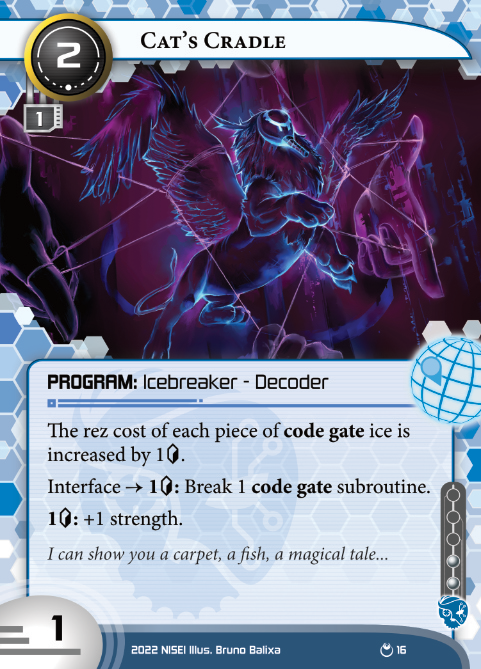 2
CAT'S CRADLE
1
PROGRAM: Icebreaker - Decoder
The rez cost of each piece of code gate ice is
increased by 1.
Interface → 1: Break 1 code gate subroutine.
1: +1 strength.
I can show you a carpet, a fish, a magical tale...
1
2022 NISEI Illus. Bruno Balixa
16